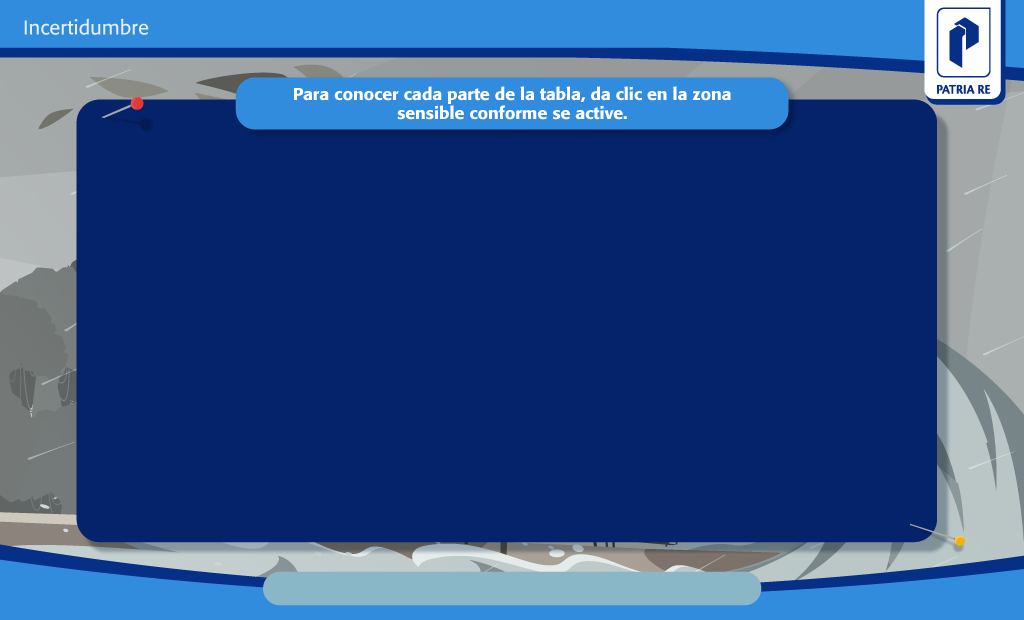 Incertidumbre
PATRIA RE
Para conocer cada parte de la tabla, da clic en la zona
sensible conforme se active.